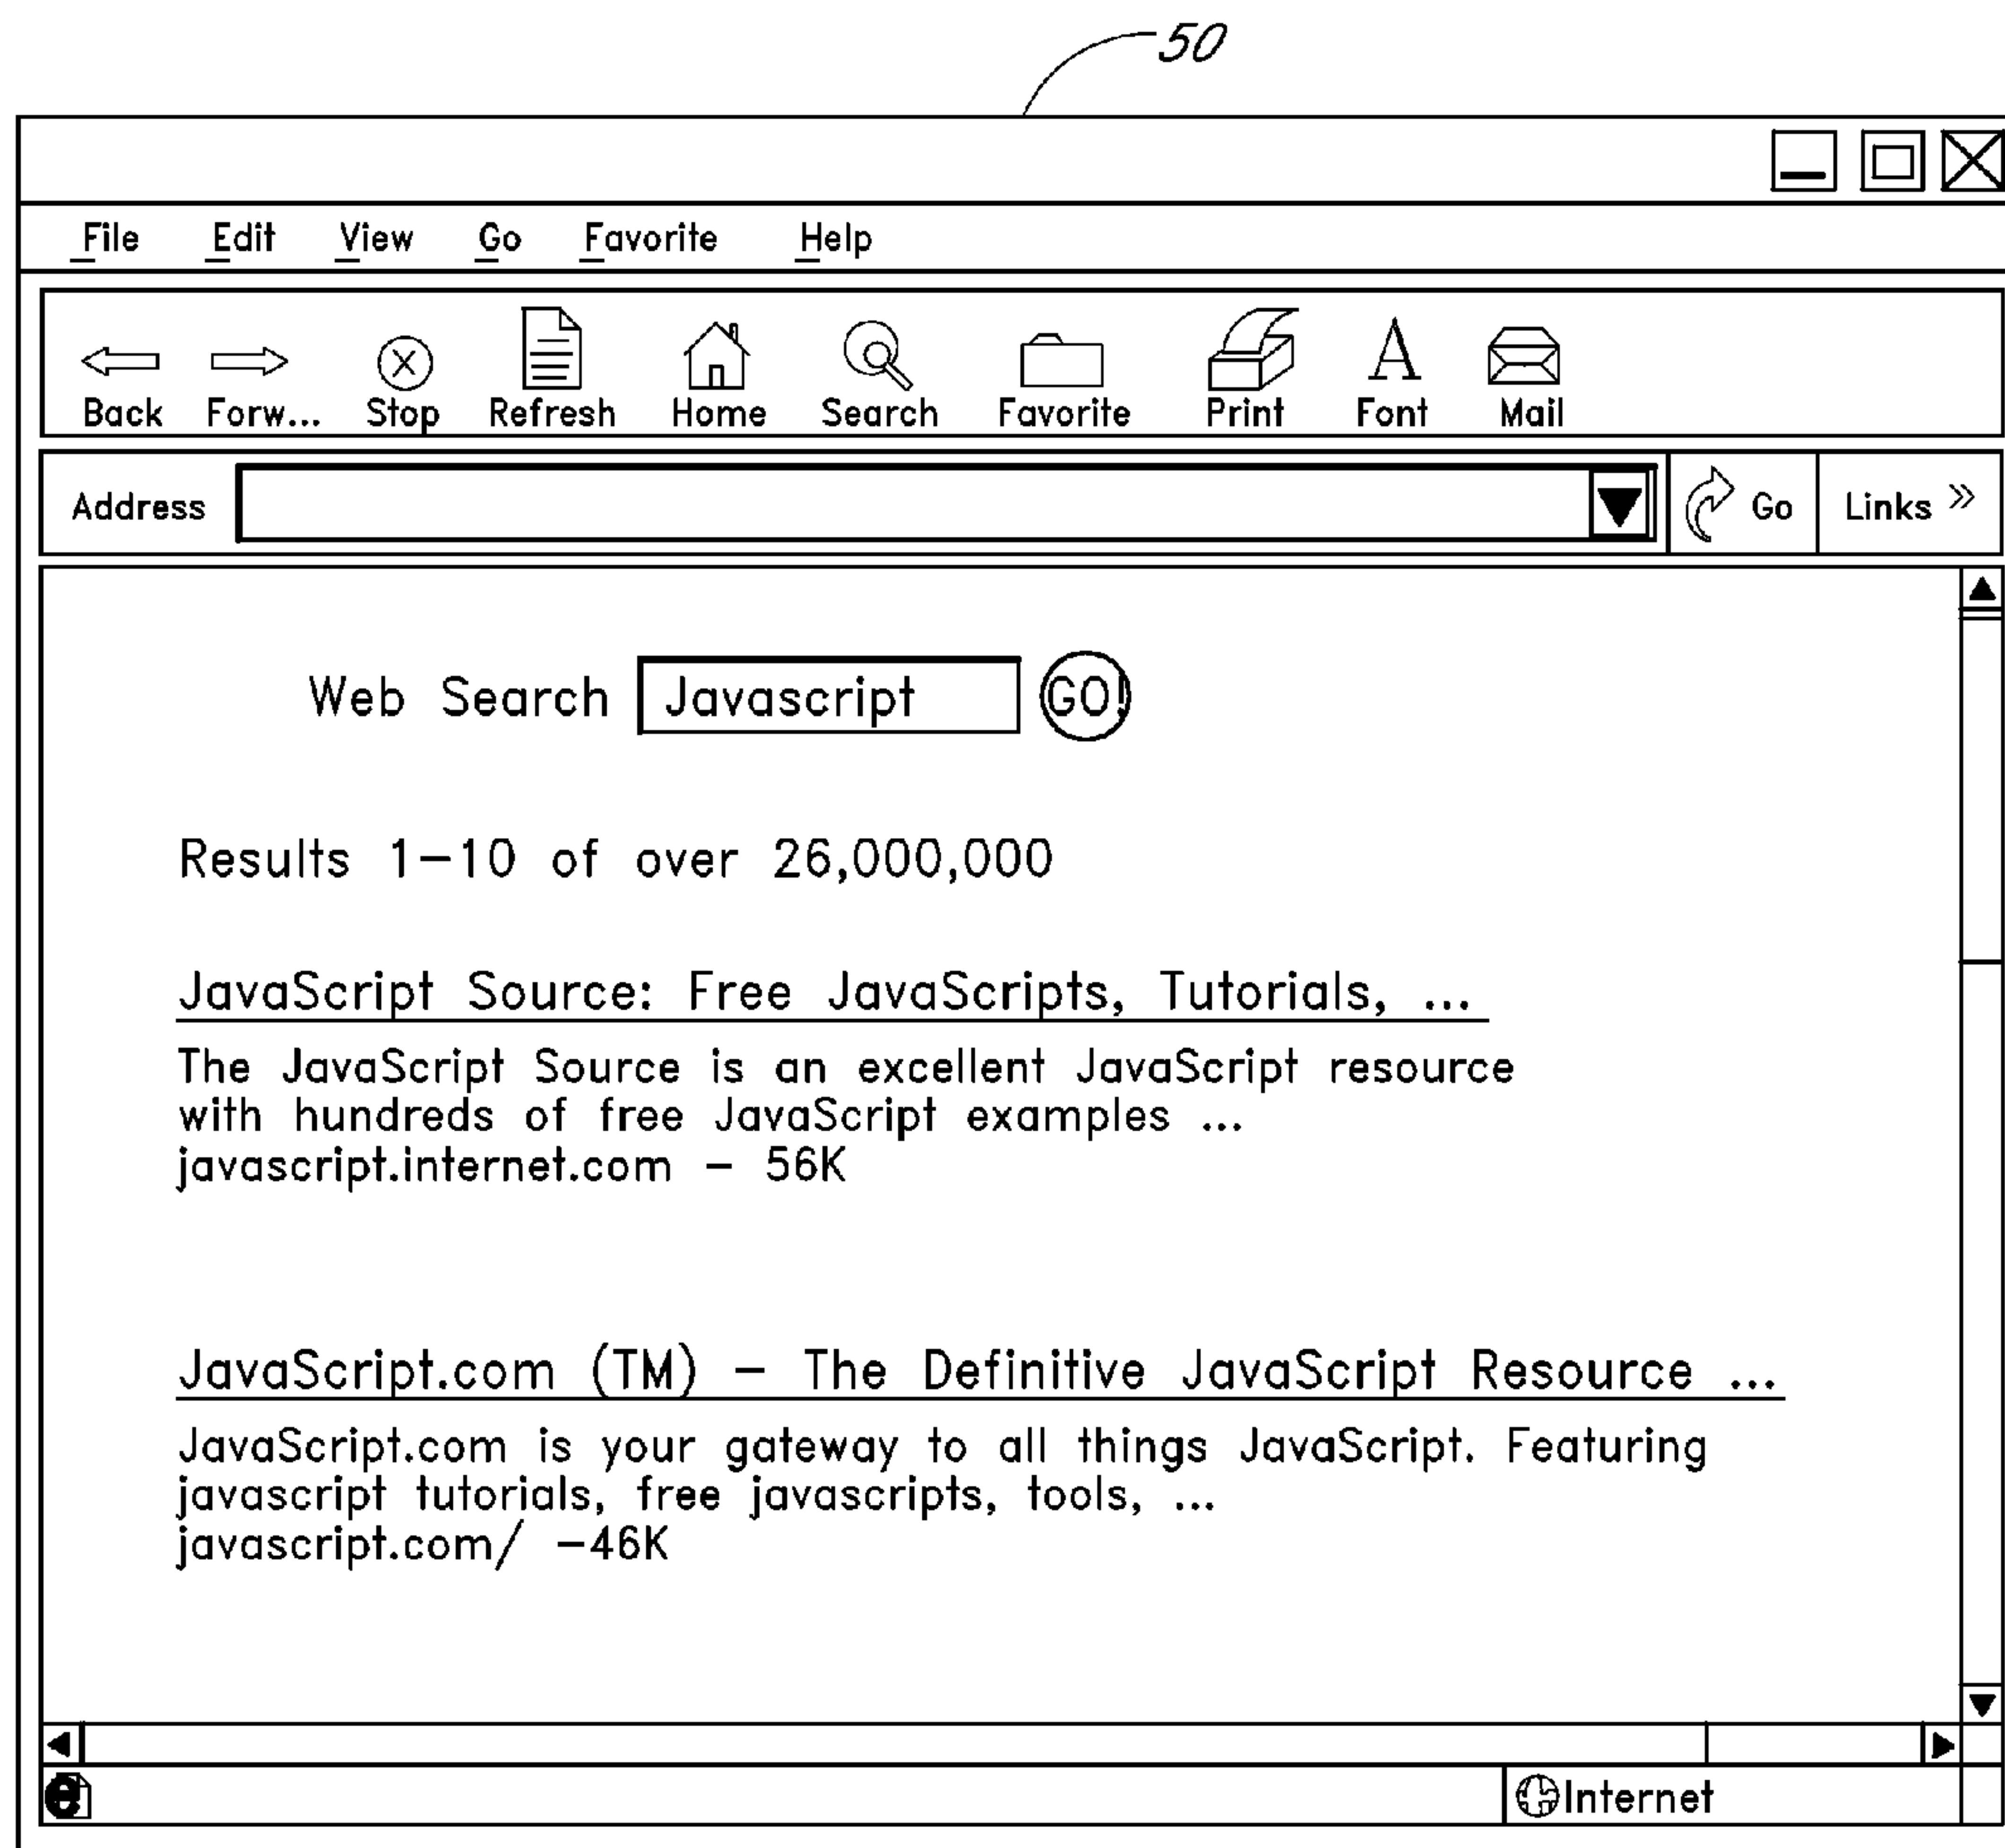 50
File Edit View Go Favorite Help
Back Forw... Stop Refresh Home Search Favorite Print Font Mail
Address Go Links »
Web Search Javascript GO!
Results 1-10 of over 26,000,000
JavaScript Source: Free JavaScripts, Tutorials, ...
The JavaScript Source is an excellent JavaScript resource
with hundreds of free JavaScript examples ...
javascript.internet.com - 56K
JavaScript.com (TM) - The Definitive JavaScript Resource ...
JavaScript.com is your gateway to all things JavaScript. Featuring
javascript tutorials, free javascripts, tools, ...
javascript.com/ -46K
e Internet